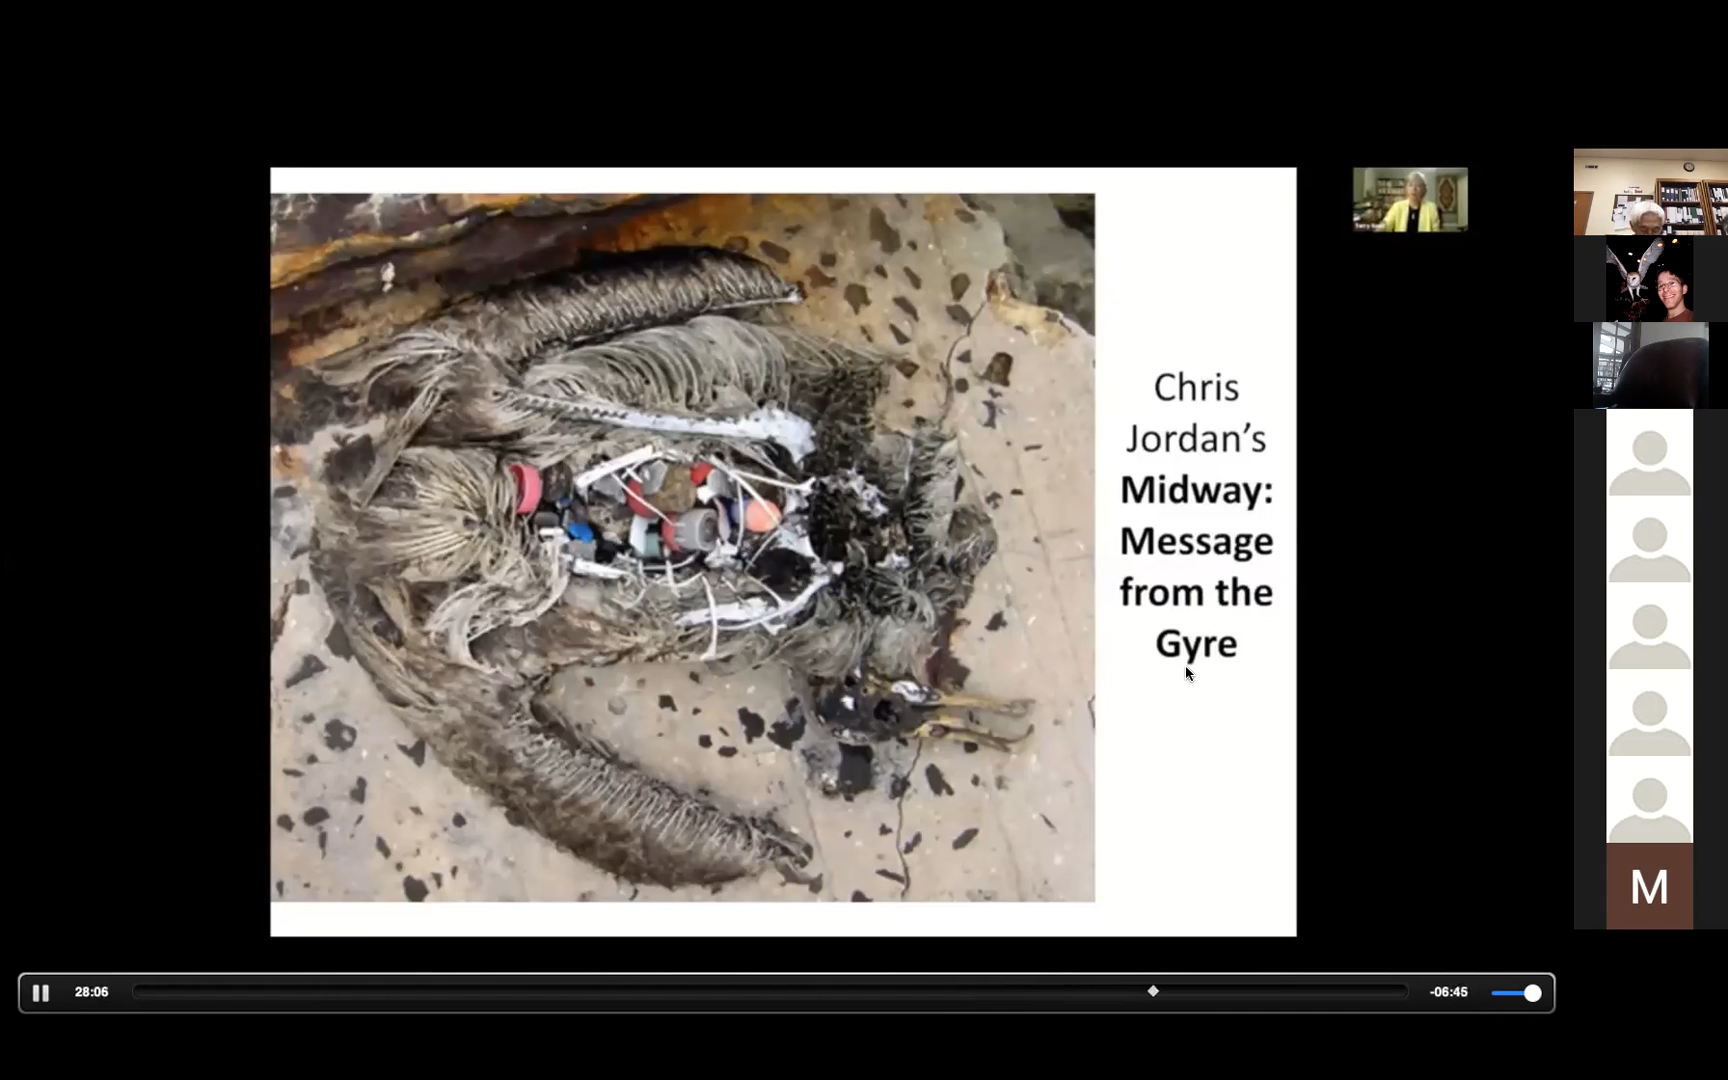 Chris
Jordan’s
Midway:
Message
from the
Gyre
M
28:06
-06:45